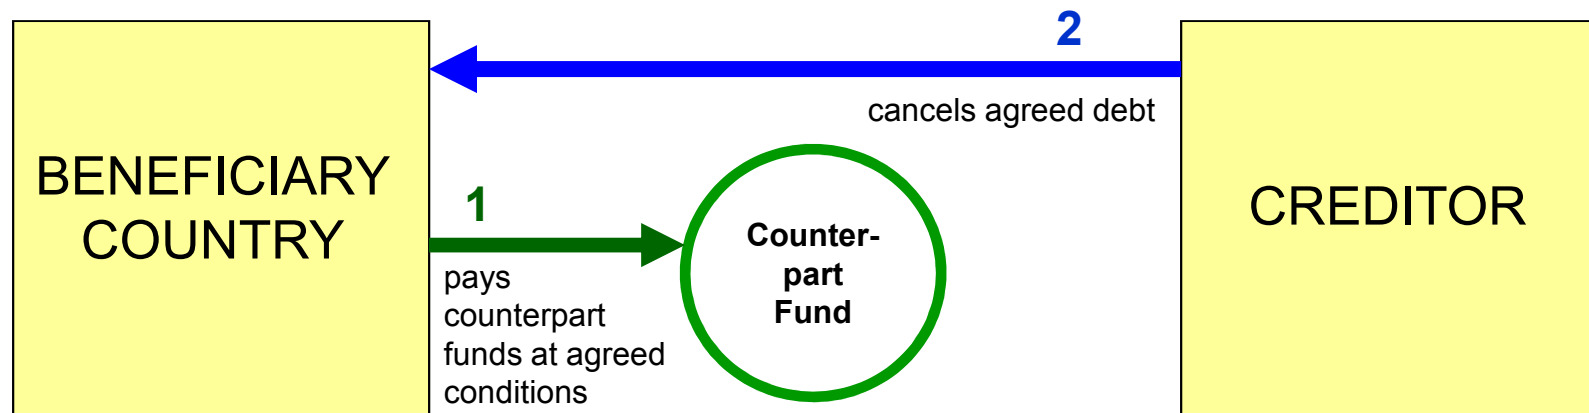 2
cancels agreed debt
BENEFICIARY
COUNTRY
1
pays
counterpart
funds at agreed
conditions
Counter-
part
Fund
CREDITOR